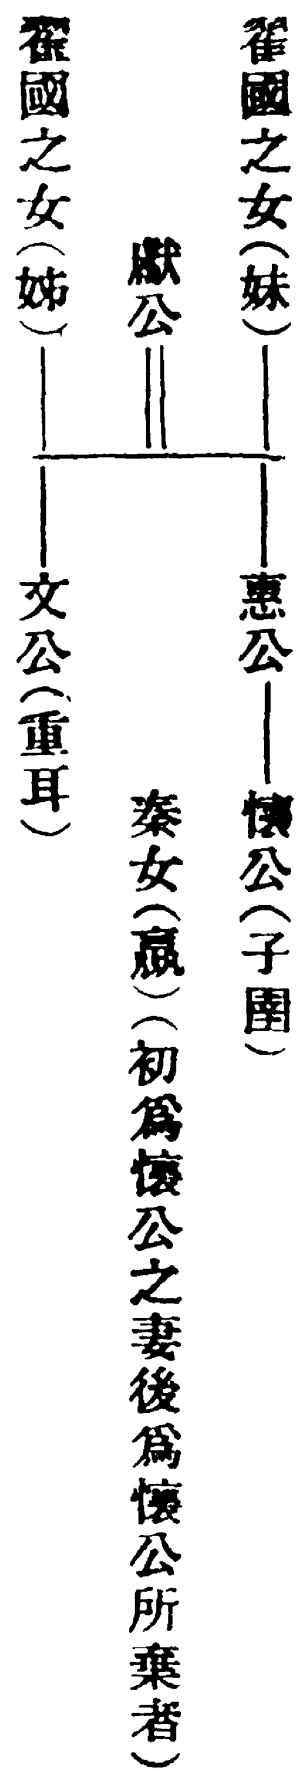 翟國之女(妹)
惠公
懷公(子圉)
獻公
秦女(嬴)(初爲懷公之妻後爲懷公所棄者)
翟國之女(姊)
文公(重耳)